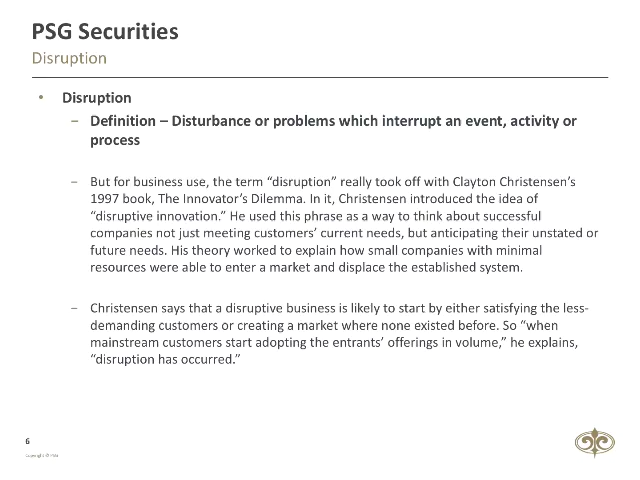 PSG Securities
Disruption
• Disruption
– Definition – Disturbance or problems which interrupt an event, activity or
process
– But for business use, the term “disruption” really took off with Clayton Christensen’s
1997 book, The Innovator’s Dilemma. In it, Christensen introduced the idea of
“disruptive innovation.” He used this phrase as a way to think about successful
companies not just meeting customers’ current needs, but anticipating their unstated or
future needs. His theory worked to explain how small companies with minimal
resources were able to enter a market and displace the established system.
– Christensen says that a disruptive business is likely to start by either satisfying the less-
demanding customers or creating a market where none existed before. So “when
mainstream customers start adopting the entrants’ offerings in volume,” he explains,
“disruption has occurred.”
6
Copyright © PSG